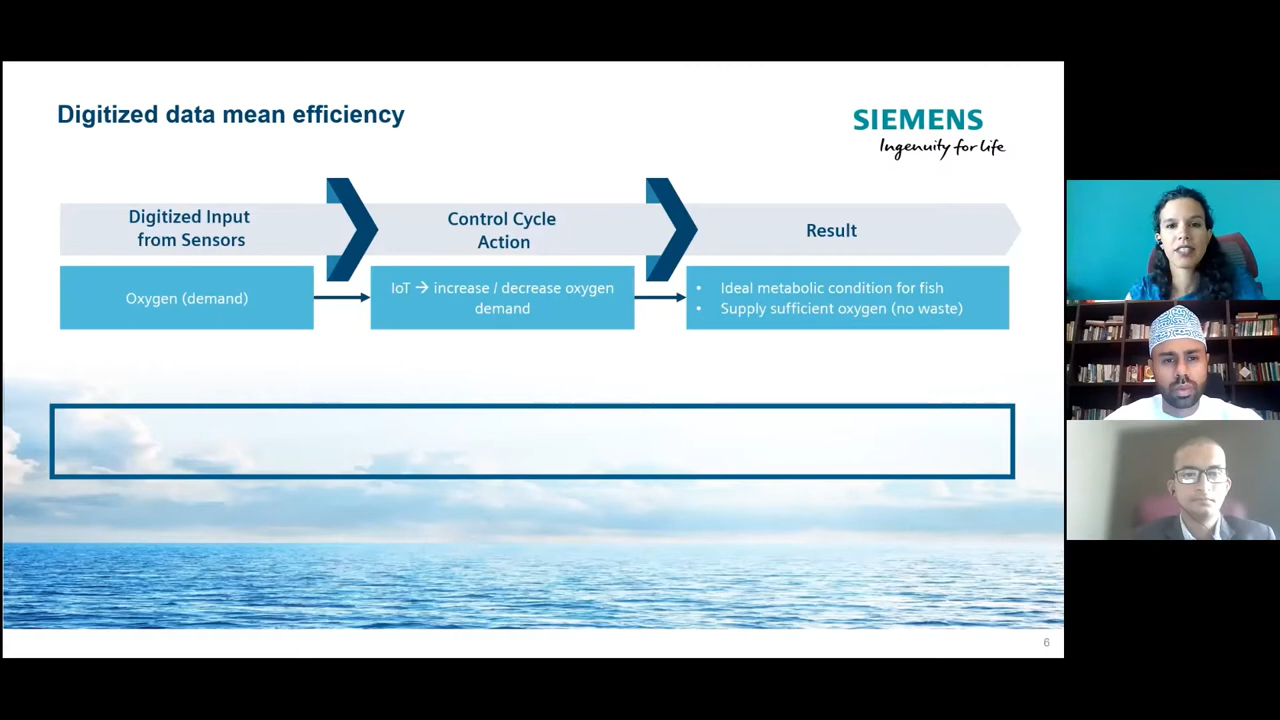 Digitized data mean efficiency
SIEMENS
Ingenuity for life
Digitized Input
from Sensors
Control Cycle
Action
Result
Oxygen (demand)
IoT → increase / decrease oxygen
demand
• Ideal metabolic condition for fish
• Supply sufficient oxygen (no waste)
6